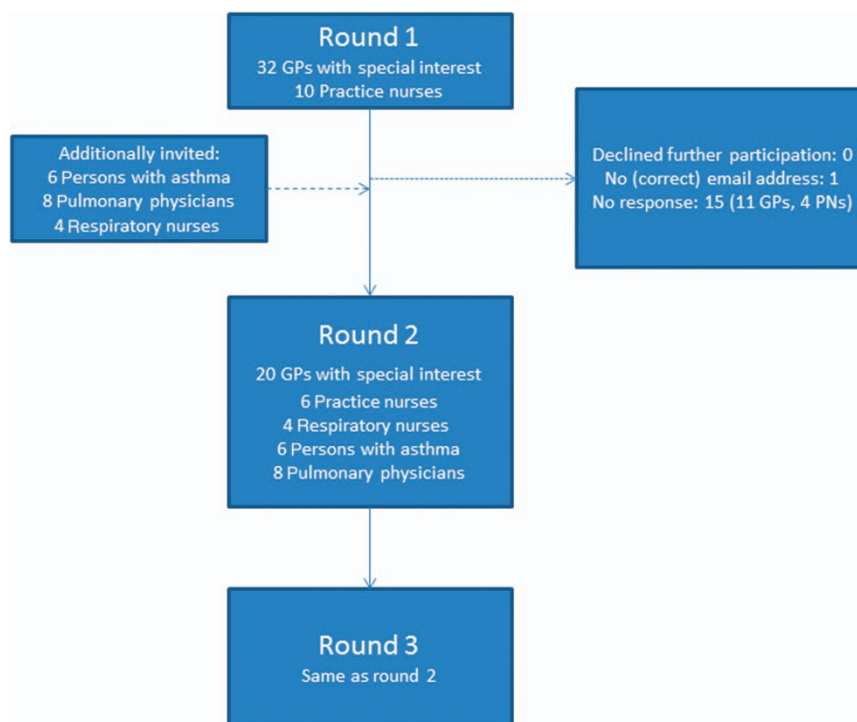 Round 1
32 GPs with special interest
10 Practice nurses
Additionally invited:
6 Persons with asthma
8 Pulmonary physicians
4 Respiratory nurses
Declined further participation: 0
No (correct) email address: 1
No response: 15 (11 GPs, 4 PNs)
Round 2
20 GPs with special interest
6 Practice nurses
4 Respiratory nurses
6 Persons with asthma
8 Pulmonary physicians
Round 3
Same as round 2